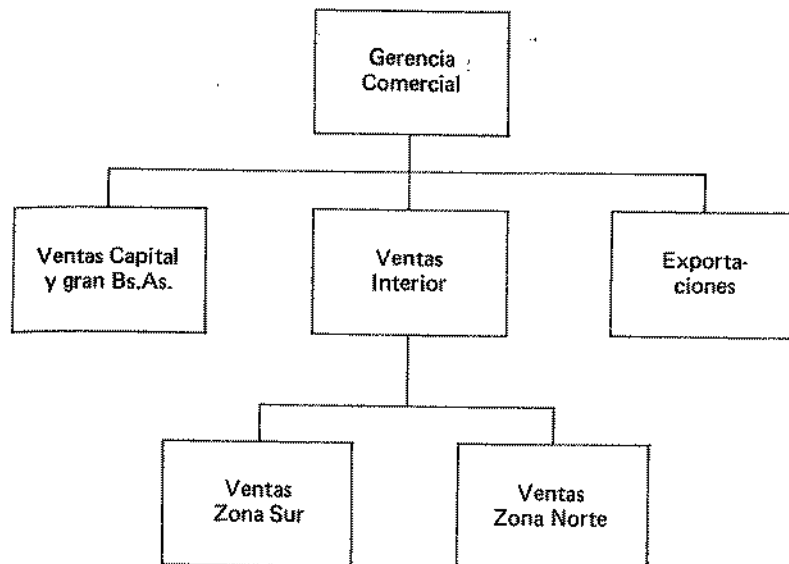 Gerencia
Comercial
Ventas Capital
y gran Bs.As.
Ventas
Interior
Exporta-
ciones
Ventas
Zona Sur
Ventas
Zona Norte